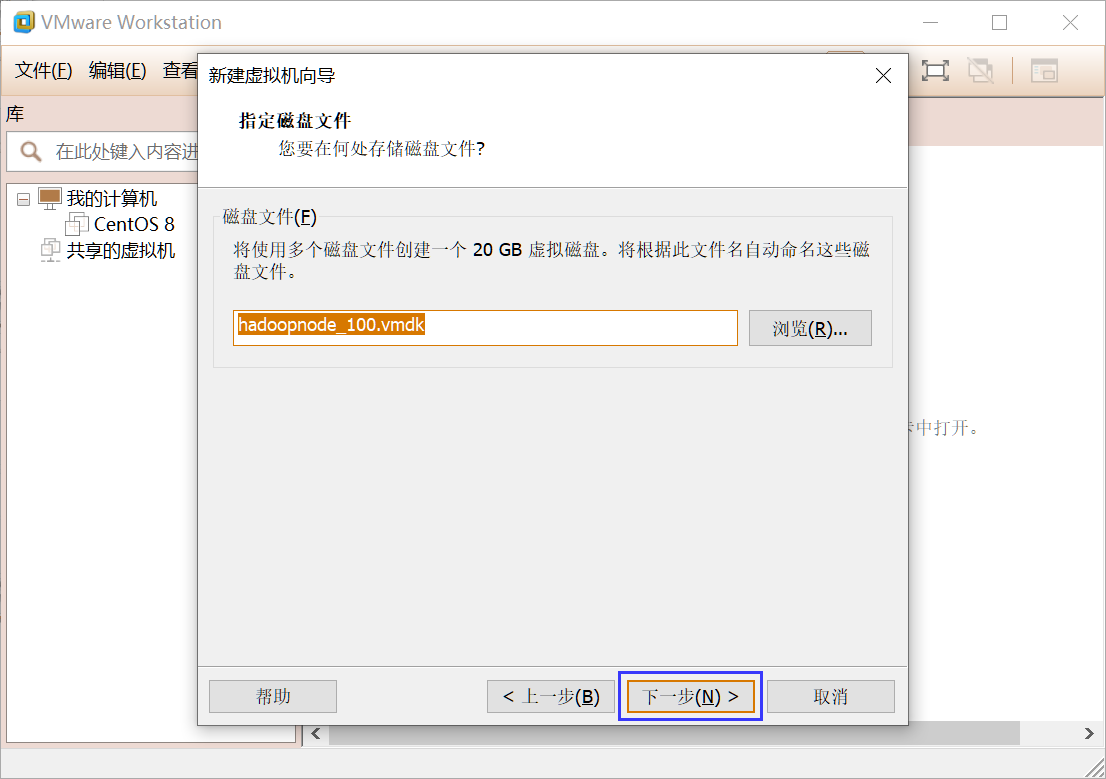 VMware Workstation
文件(F) 编辑(E) 查看
库
在此处键入内容进
我的计算机
CentOS 8
共享的虚拟机
新建虚拟机向导
指定磁盘文件
您要在何处存储磁盘文件?
磁盘文件(F)
将使用多个磁盘文件创建一个 20 GB 虚拟磁盘。将根据此文件名自动命名这些磁
盘文件。
hadoopnode_100.vmdk
浏览(R)...
中打开。
帮助
< 上一步(B)
下一步(N) >
取消